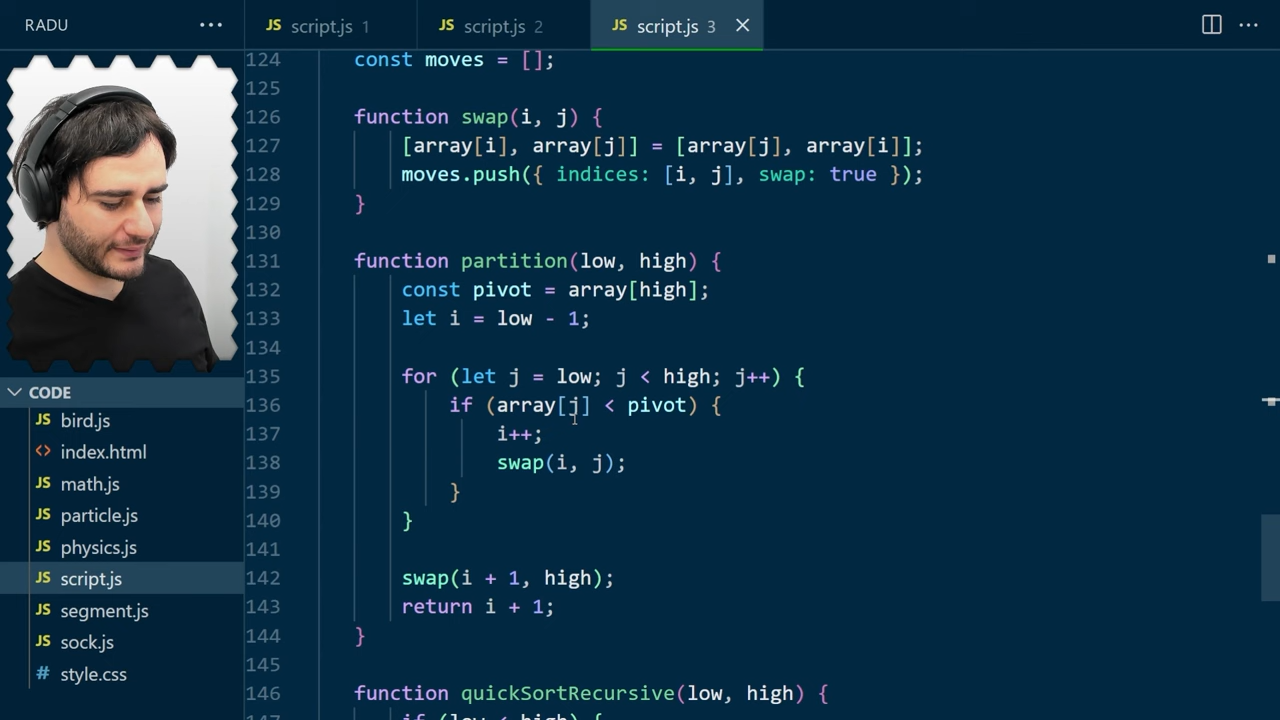 RADU
JS script.js 1
JS script.js 2
JS script.js 3
CODE
JS bird.js
<> index.html
JS math.js
JS particle.js
JS physics.js
JS script.js
JS segment.js
JS sock.js
# style.css
124 const moves = [];
125
126 function swap(i, j) {
127 [array[i], array[j]] = [array[j], array[i]];
128 moves.push({ indices: [i, j], swap: true });
129 }
130
131 function partition(low, high) {
132 const pivot = array[high];
133 let i = low - 1;
134
135 for (let j = low; j < high; j++) {
136 if (array[j] < pivot) {
137 i++;
138 swap(i, j);
139 }
140 }
141
142 swap(i + 1, high);
143 return i + 1;
144 }
145
146 function quickSortRecursive(low, high) {
147 if (low < high) {